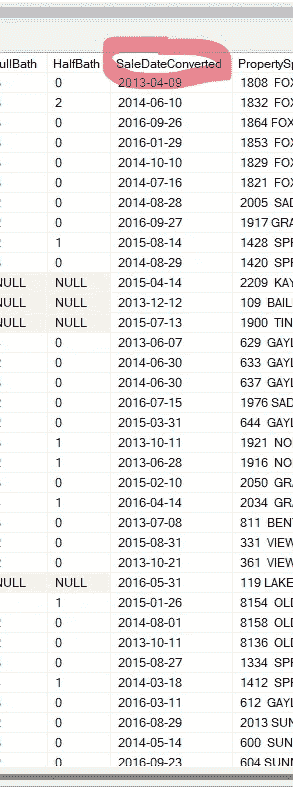 ullBath HalfBath SaleDateConverted PropertySp
0 2013-04-09 1808 FOX
2 2014-06-10 1832 FOX
0 2016-09-26 1864 FOX
0 2016-01-29 1853 FOX
0 2014-10-10 1829 FOX
0 2014-07-16 1821 FOX
0 2014-08-28 2005 SAD
0 2016-09-27 1917 GRA
1 2015-08-14 1428 SPR
0 2014-08-29 1420 SPR
NULL NULL 2015-04-14 2209 KAY
NULL NULL 2013-12-12 109 BAIL
NULL NULL 2015-07-13 1900 TIN
0 2013-06-07 629 GAYL
0 2014-06-30 633 GAYL
0 2014-06-30 637 GAYL
0 2016-07-15 1976 SAD
0 2015-03-31 644 GAYL
1 2013-10-11 1921 NO
1 2013-06-28 1916 NO
0 2015-02-10 2050 GRA
1 2016-04-14 2034 GRA
0 2013-07-08 811 BENT
0 2015-08-31 331 VIEW
0 2013-10-21 361 VIEW
NULL NULL 2016-05-31 119 LAKE
1 2015-01-26 8154 OLD
0 2014-08-01 8158 OLD
0 2013-10-11 8136 OLD
0 2015-08-27 1334 SPR
1 2014-03-18 1412 SPR
0 2016-03-11 612 GAYL
0 2016-08-29 2013 SUN
0 2014-05-14 600 SUNN
0 2016-09-23 604 SUNN